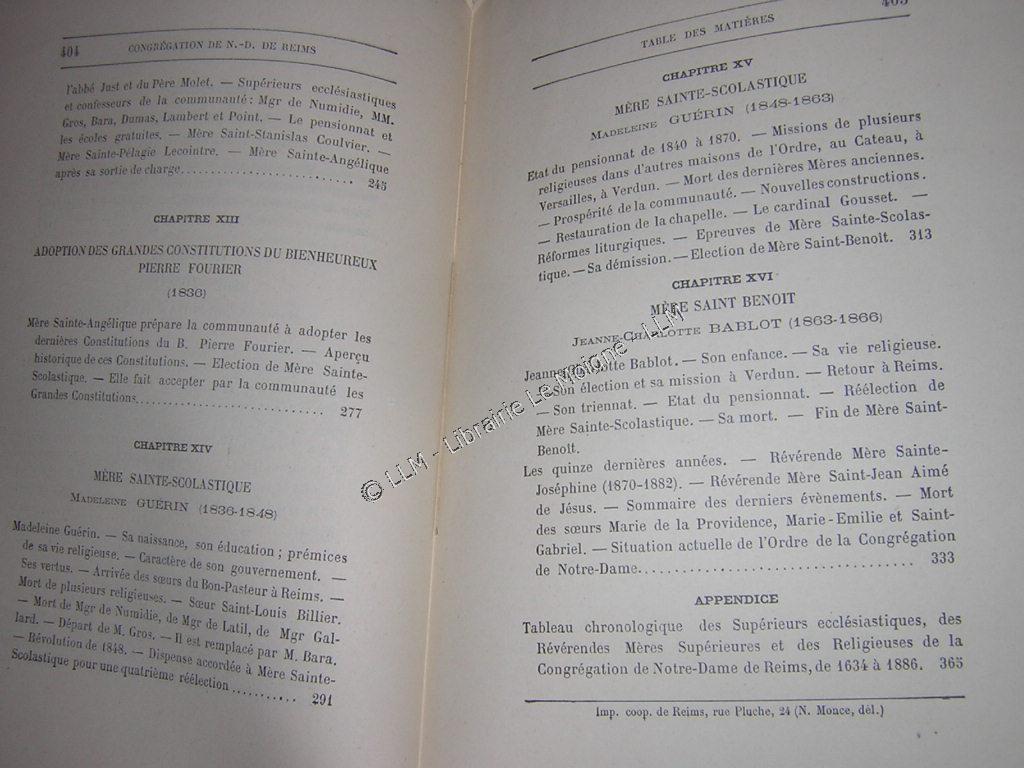 404 CONGRÉGATION DE N.-D. DE REIMS
l'abbé Just et du Père Molet. — Supérieurs ecclésiastiques
et confesseurs de la communauté : Mgr de Numidie, MM.
Gros, Bara, Dumas, Lambert et Point. — Le pensionnat et
les écoles gratuites. — Mère Saint-Stanislas Coulvier. —
Mère Sainte-Pélagie Lecointre. — Mère Sainte-Angélique
après sa sortie de charge.............................. 245
CHAPITRE XIII
ADOPTION DES GRANDES CONSTITUTIONS DU BIENHEUREUX
PIERRE FOURIER
(1836)
Mère Sainte-Angélique prépare la communauté à adopter les
dernières Constitutions du B. Pierre Fourier. — Aperçu
historique de ces Constitutions. — Election de Mère Sainte-
Scolastique. — Elle fait accepter par la communauté les
Grandes Constitutions.............................. 277
CHAPITRE XIV
MÈRE SAINTE-SCOLASTIQUE
MADELEINE GUÉRIN (1836-1848)
Madeleine Guérin. — Sa naissance, son éducation ; prémices
de sa vie religieuse. — Caractère de son gouvernement. —
Ses vertus. — Arrivée des sœurs du Bon-Pasteur à Reims. —
Mort de plusieurs religieuses. — Sœur Saint-Louis Billier.
— Mort de Mgr de Numidie, de Mgr de Latil, de Mgr Gal-
lard. — Départ de M. Gros. — Il est remplacé par M. Bara.
— Révolution de 1848. — Dispense accordée à Mère Sainte-
Scolastique pour une quatrième réélection .......... 291
TABLE DES MATIÈRES 405
CHAPITRE XV
MÈRE SAINTE-SCOLASTIQUE
MADELEINE GUÉRIN (1848-1863)
Etat du pensionnat de 1840 à 1870. — Missions de plusieurs
religieuses dans d'autres maisons de l'Ordre, au Cateau, à
Versailles, à Verdun. — Mort des dernières Mères anciennes.
— Prospérité de la communauté. — Nouvelles constructions.
— Restauration de la chapelle. — Le cardinal Gousset. —
Réformes liturgiques. — Epreuves de Mère Sainte-Scolas-
tique. — Sa démission. — Election de Mère Saint-Benoît. 313
CHAPITRE XVI
MÈRE SAINT BENOIT
JEANNE-CHARLOTTE BABLOT (1863-1866)
Jeanne-Charlotte Bablot. — Son enfance. — Sa vie religieuse.
— Son élection et sa mission à Verdun. — Retour à Reims.
— Son triennat. — Etat du pensionnat. — Réélection de
Mère Sainte-Scolastique. — Sa mort. — Fin de Mère Saint-
Benoît.
Les quinze dernières années. — Révérende Mère Sainte-
Joséphine (1870-1882). — Révérende Mère Saint-Jean Aimé
de Jésus. — Sommaire des derniers évènements. — Mort
des sœurs Marie de la Providence, Marie-Emilie et Saint-
Gabriel. — Situation actuelle de l'Ordre de la Congrégation
de Notre-Dame.................................. 333
APPENDICE
Tableau chronologique des Supérieurs ecclésiastiques, des
Révérendes Mères Supérieures et des Religieuses de la
Congrégation de Notre-Dame de Reims, de 1634 à 1886. 365
Imp. coop. de Reims, rue Pluche, 24 (N. Monce, dél.)
© LLM - Librairie Le Moigne - LLM